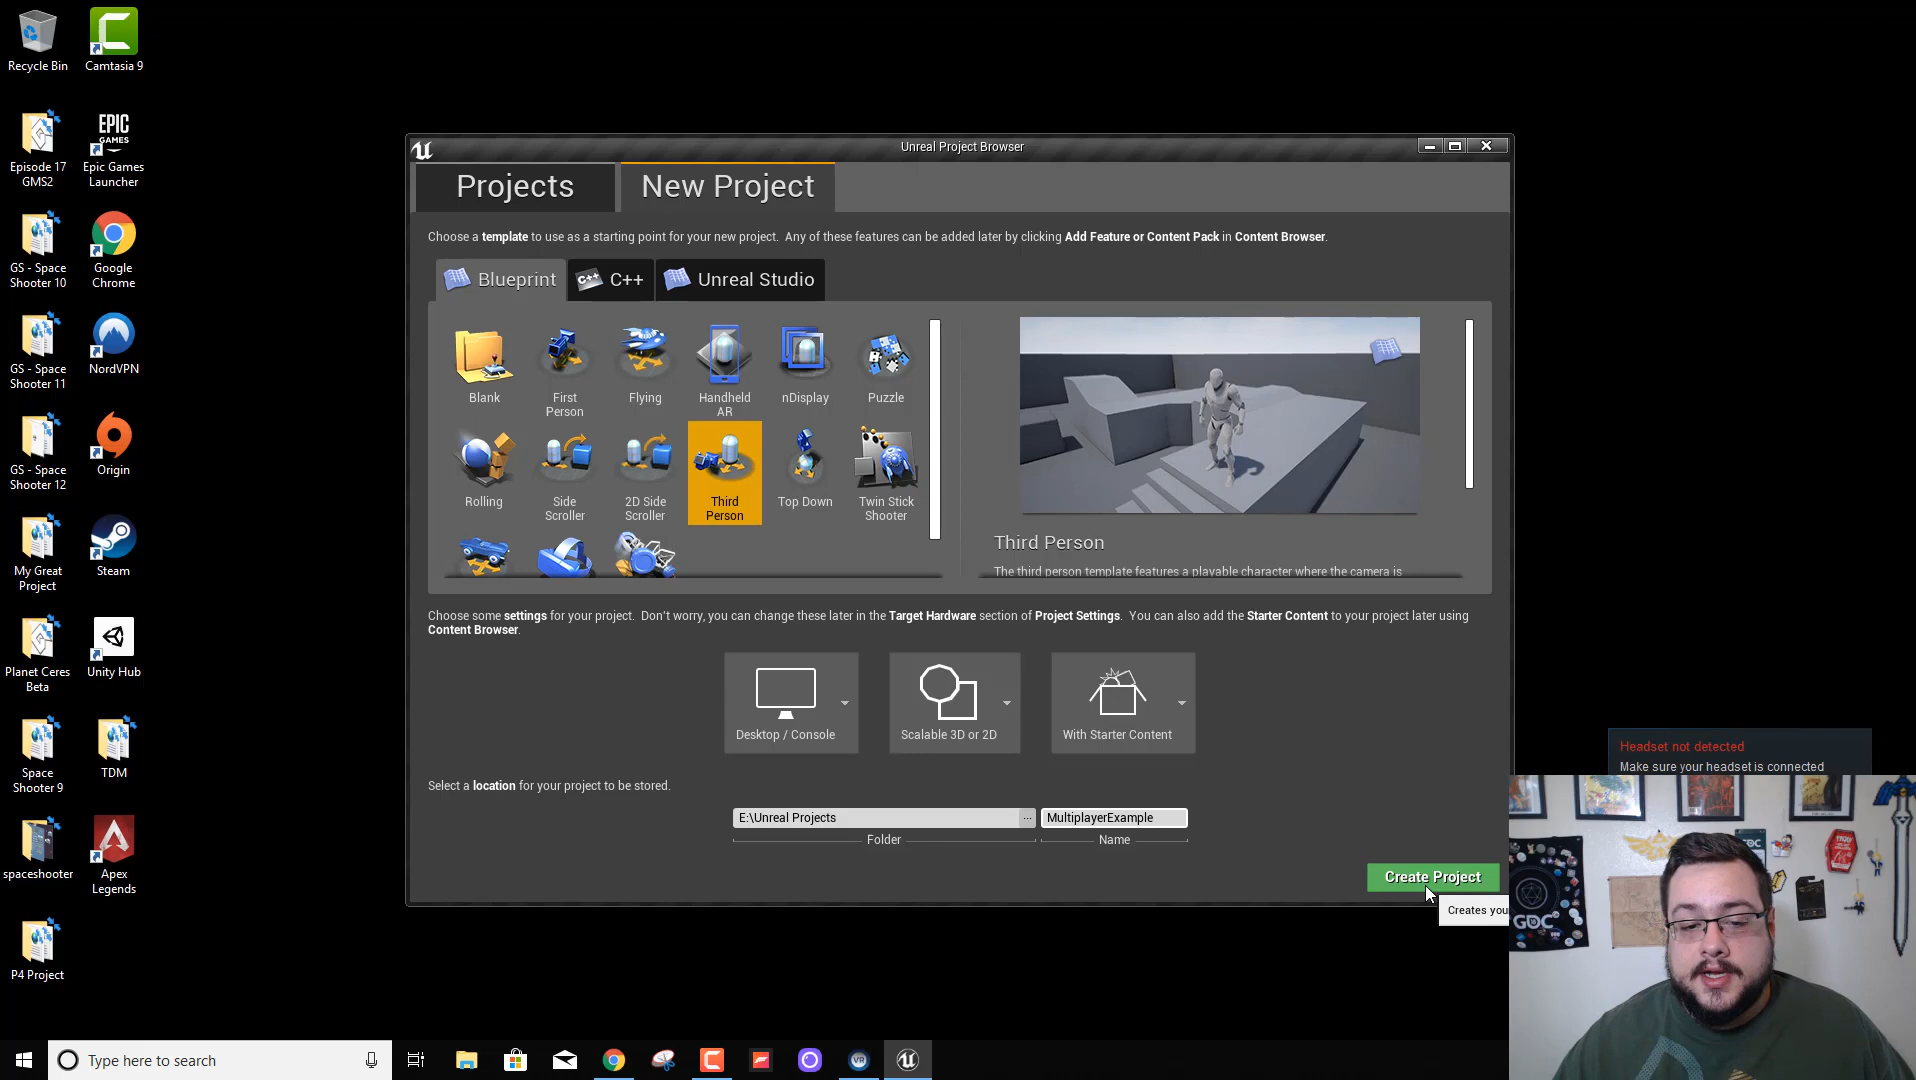 Recycle Bin
Camtasia 9
Episode 17
GMS2
EPIC
GAMES
Epic Games
Launcher
GS - Space
Shooter 10
Google
Chrome
GS - Space
Shooter 11
NordVPN
GS - Space
Shooter 12
Origin
My Great
Project
Steam
Planet Ceres
Beta
Unity Hub
Space
Shooter 9
TDM
spaceshooter
Apex
Legends
P4 Project
Unreal Project Browser
Projects
New Project
Choose a template to use as a starting point for your new project. Any of these features can be added later by clicking Add Feature or Content Pack in Content Browser.
Blueprint
C++
C++
Unreal Studio
Blank
First
Person
Flying
Handheld
AR
nDisplay
Puzzle
Rolling
Side
Scroller
2D Side
Scroller
Third
Person
Top Down
Twin Stick
Shooter
Third Person
The third person template features a playable character where the camera is
Choose some settings for your project. Don't worry, you can change these later in the Target Hardware section of Project Settings. You can also add the Starter Content to your project later using
Content Browser.
Desktop / Console
Scalable 3D or 2D
With Starter Content
Select a location for your project to be stored.
E:\Unreal Projects
...
MultiplayerExample
Folder
Name
Create Project
Creates you
Headset not detected
Make sure your headset is connected
GDC
Type here to search
VR